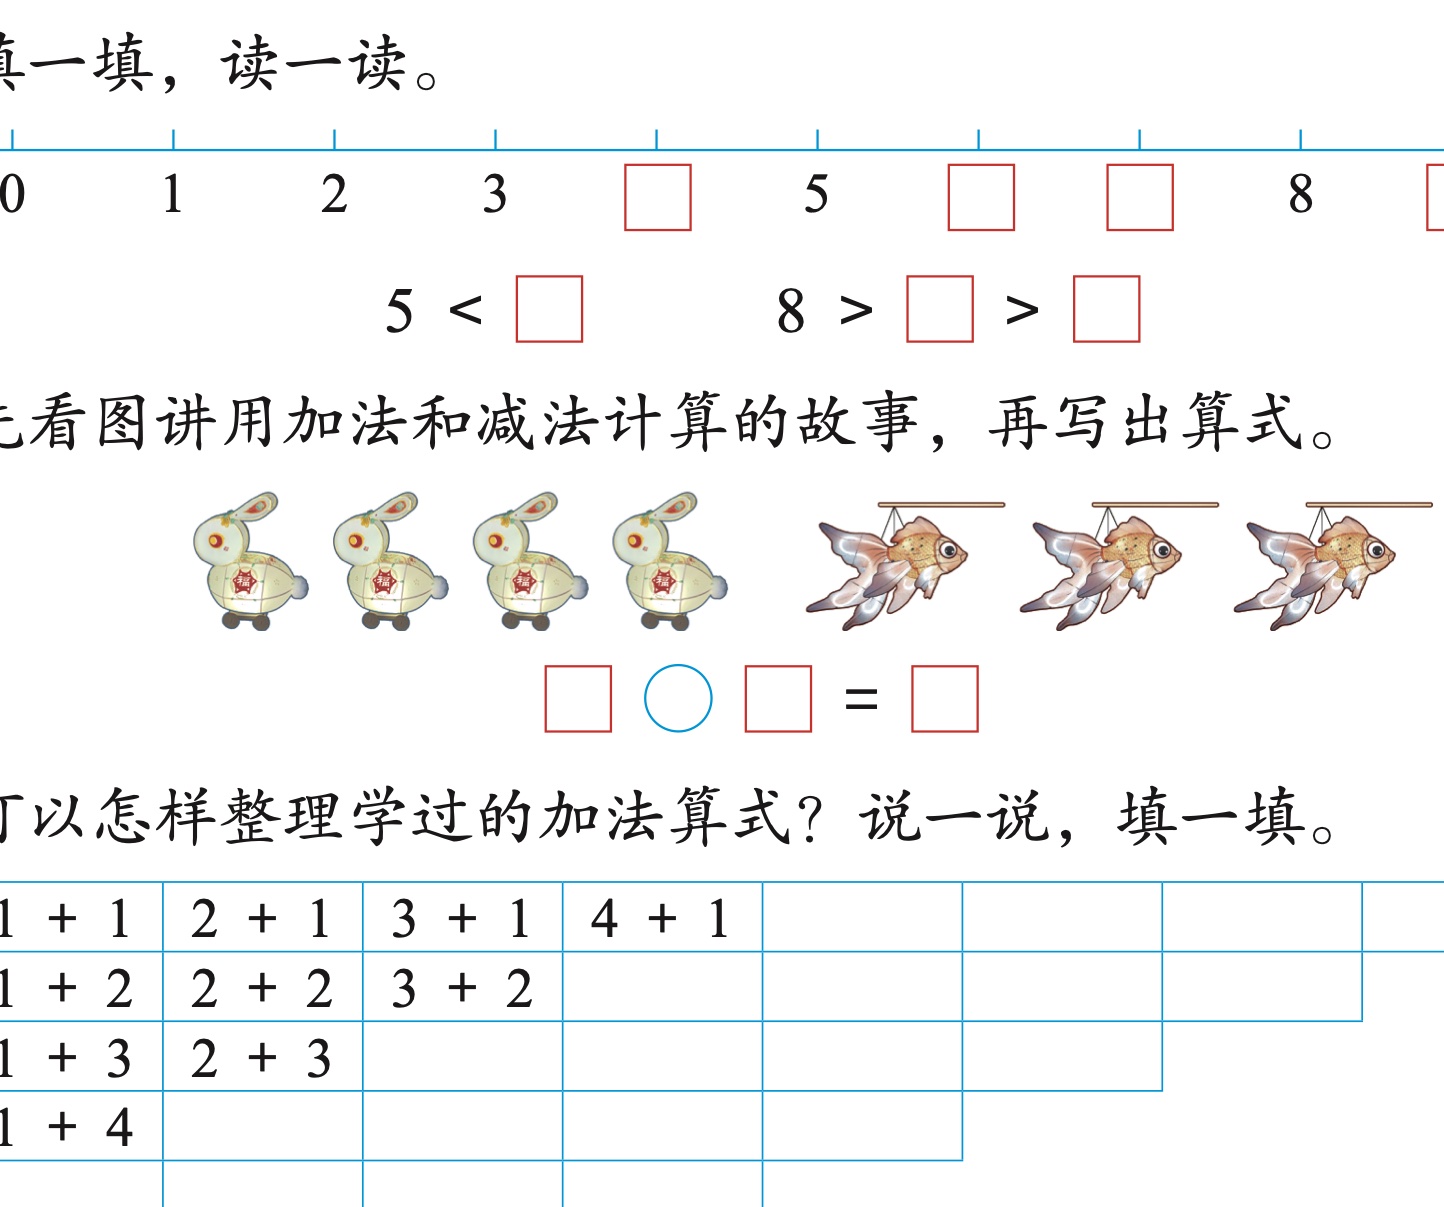 填一填，读一读。
0 1 2 3 □ 5 □ □ 8 □
5 < □ 8 > □ > □
先看图讲用加法和减法计算的故事，再写出算式。
福 福 福 福
□ ○ □ = □
可以怎样整理学过的加法算式？说一说，填一填。
1 + 1 2 + 1 3 + 1 4 + 1
1 + 2 2 + 2 3 + 2
1 + 3 2 + 3
1 + 4